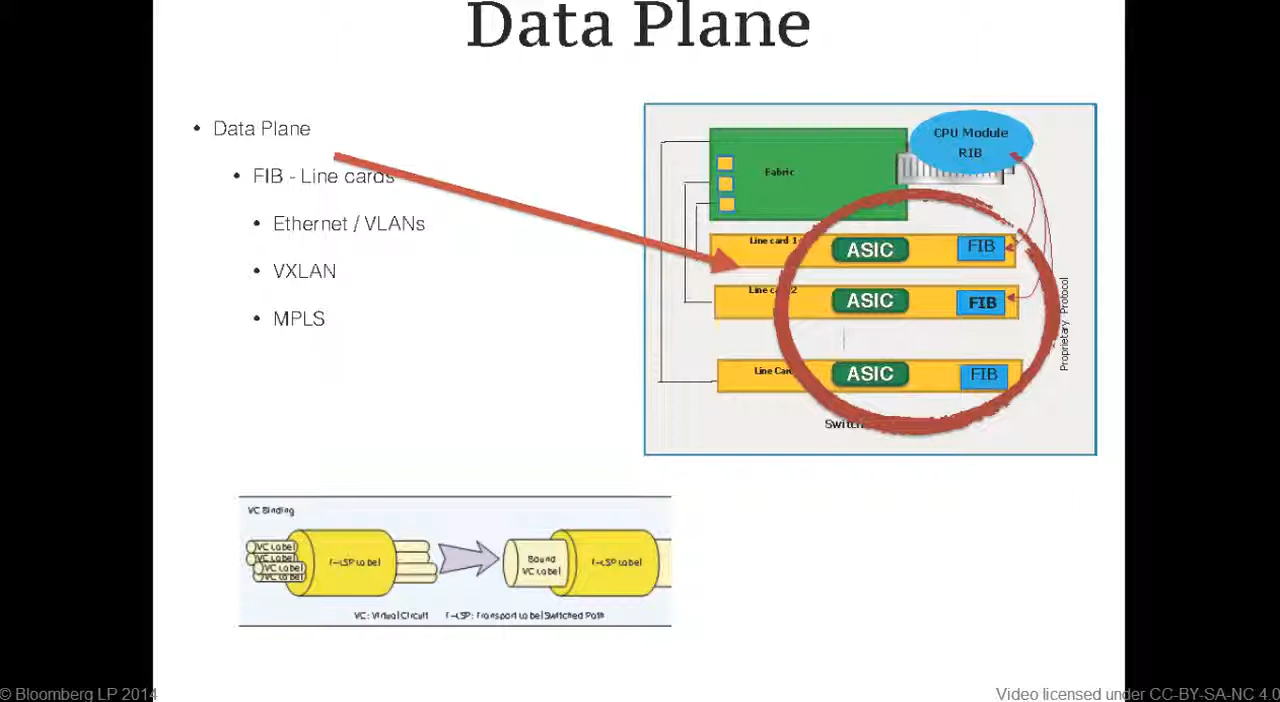 Data Plane
• Data Plane
• FIB - Line cards
• Ethernet / VLANs
• VXLAN
• MPLS
CPU Module
RIB
Fabric
Line card 1
ASIC
FIB
Line card 2
ASIC
FIB
Line Card
ASIC
FIB
Switch
Proprietary Protocol
VC Binding
VC Label
VC Label
VC Label
VC Label
T-LSP Label
Bound
VC Label
T-LSP Label
VC: Virtual Circuit T-LSP: Transport Label Switched Path
© Bloomberg LP 2014
Video licensed under CC-BY-SA-NC 4.0